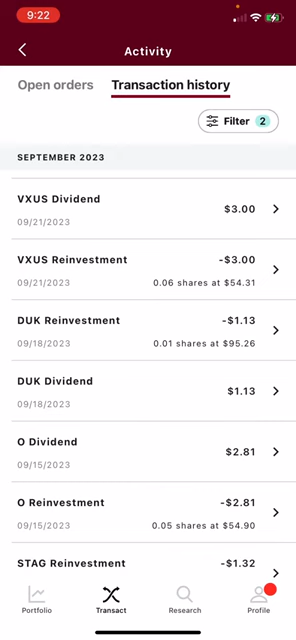 9:22
Activity
Open orders Transaction history
Filter 2
SEPTEMBER 2023
VXUS Dividend $3.00
09/21/2023
VXUS Reinvestment -$3.00
09/21/2023 0.06 shares at $54.31
DUK Reinvestment -$1.13
09/18/2023 0.01 shares at $95.26
DUK Dividend $1.13
09/18/2023
O Dividend $2.81
09/15/2023
O Reinvestment -$2.81
09/15/2023 0.05 shares at $54.90
STAG Reinvestment -$1.32
Portfolio Transact Research Profile